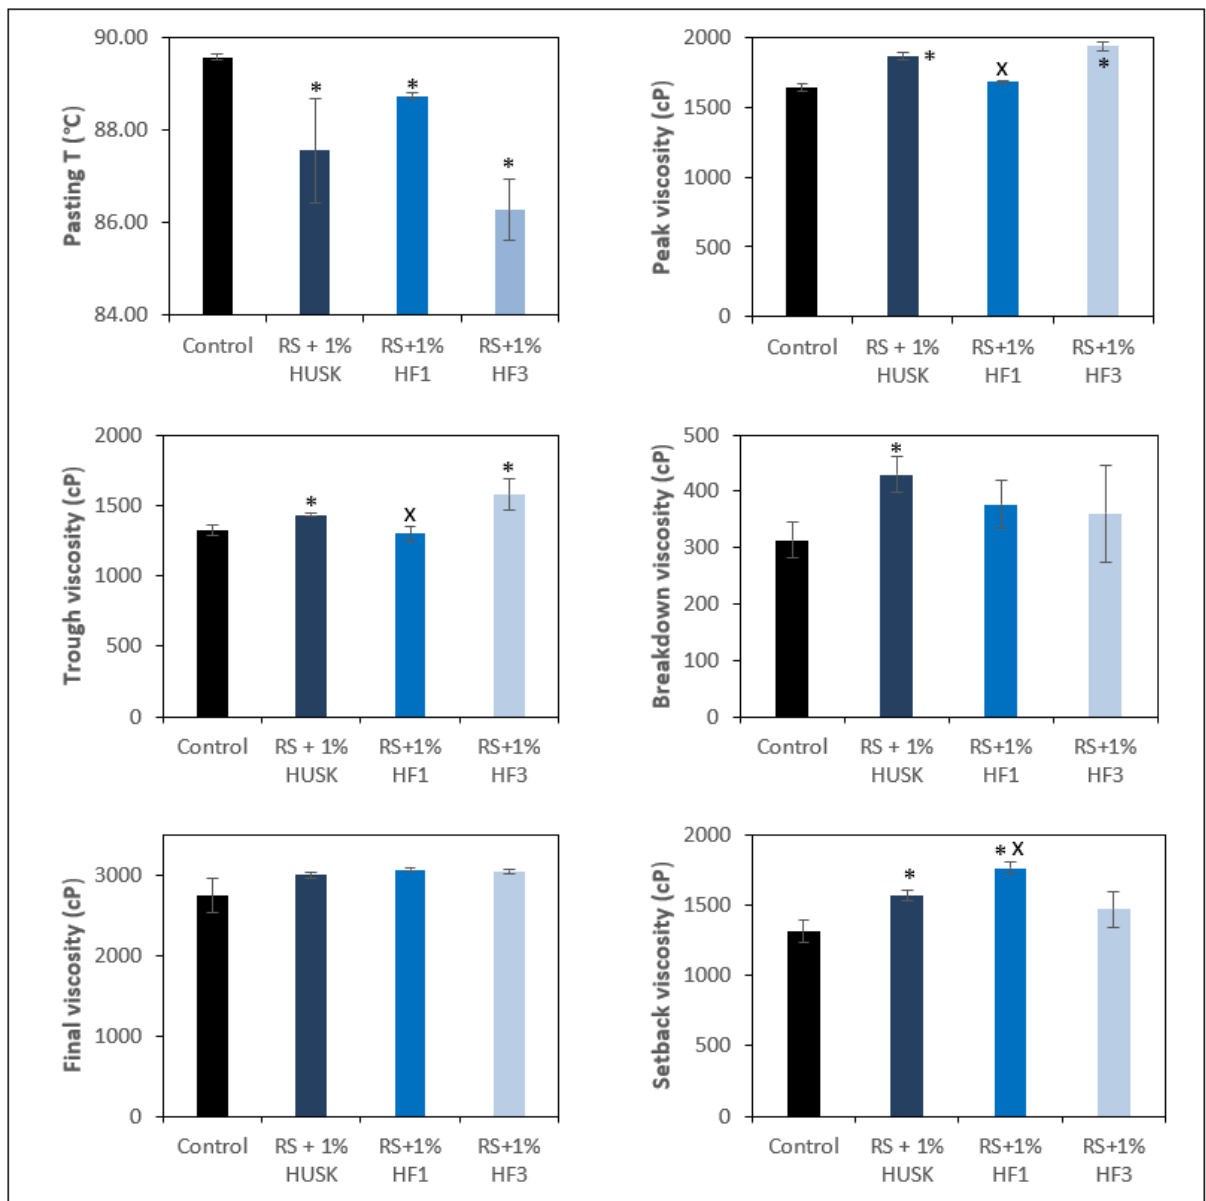 90.00
88.00
86.00
84.00
Pasting T (°C)
*
*
*
Control
RS + 1%
HUSK
RS+1%
HF1
RS+1%
HF3
2000
1500
1000
500
0
Peak viscosity (cP)
*
X
*
Control
RS + 1%
HUSK
RS+1%
HF1
RS+1%
HF3
2000
1500
1000
500
0
Trough viscosity (cP)
*
X
*
Control
RS + 1%
HUSK
RS+1%
HF1
RS+1%
HF3
500
400
300
200
100
0
Breakdown viscosity (cP)
*
Control
RS + 1%
HUSK
RS+1%
HF1
RS+1%
HF3
3000
2000
1000
0
Final viscosity (cP)
Control
RS + 1%
HUSK
RS+1%
HF1
RS+1%
HF3
2000
1500
1000
500
0
Setback viscosity (cP)
*
* X
Control
RS + 1%
HUSK
RS+1%
HF1
RS+1%
HF3